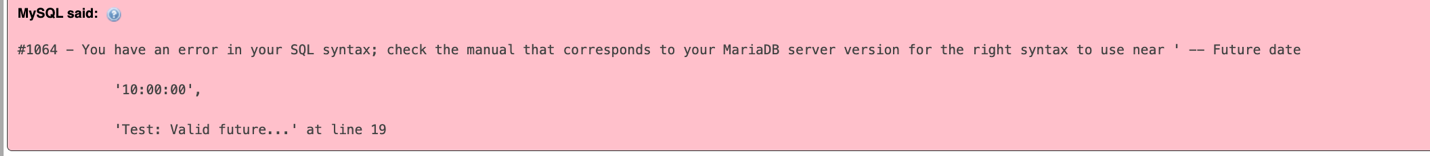 MySQL said:
#1064 - You have an error in your SQL syntax; check the manual that corresponds to your MariaDB server version for the right syntax to use near ' -- Future date
'10:00:00',
'Test: Valid future...' at line 19